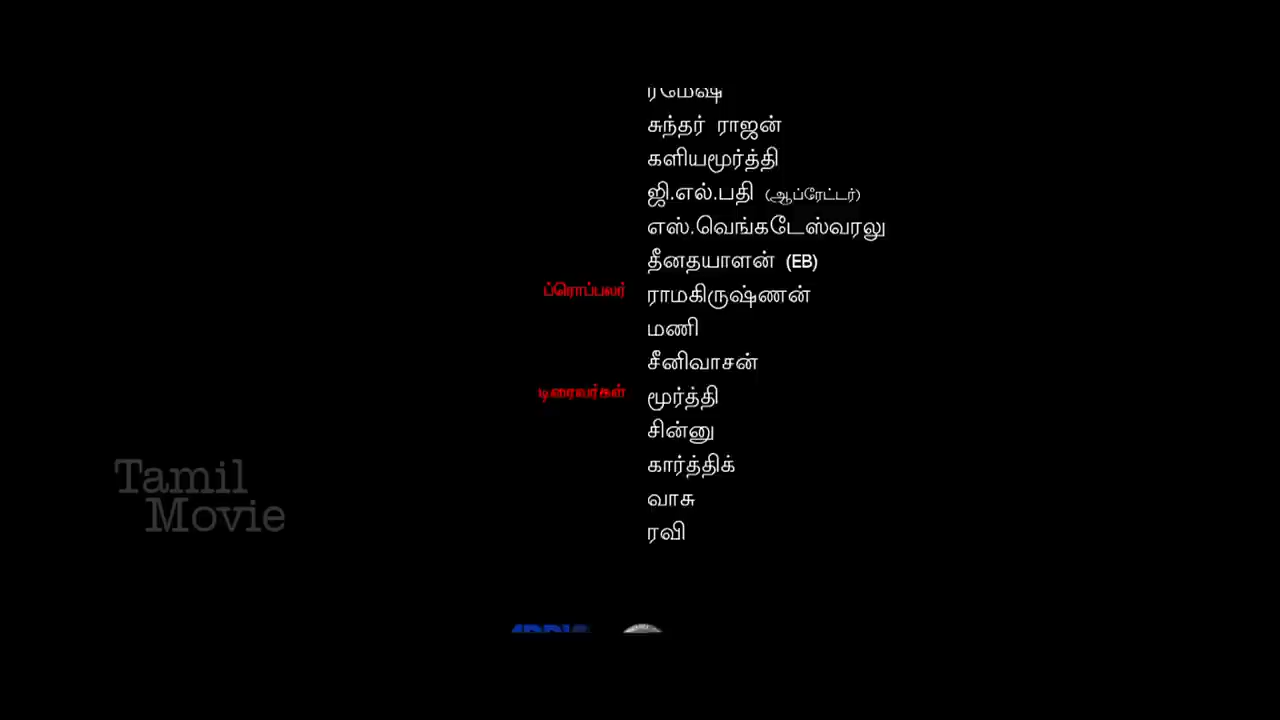 ரமேஷ்
சுந்தர் ராஜன்
களியமூர்த்தி
ஜி.எல்.பதி (ஆப்ரேட்டர்)
எஸ்.வெங்கடேஸ்வரலு
தீனதயாளன் (EB)
ப்ரொப்பலர் ராமகிருஷ்ணன்
மணி
சீனிவாசன்
டிரைவர்கள் மூர்த்தி
சின்னு
கார்த்திக்
வாசு
ரவி
Tamil
Movie